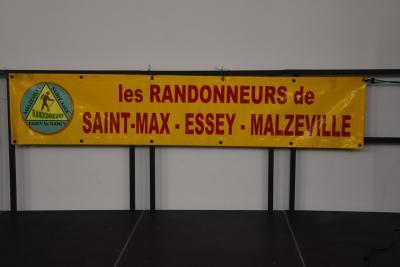 les RANDONNEURS de
SAINT-MAX - ESSEY - MALZEVILLE
RANDONNEURS